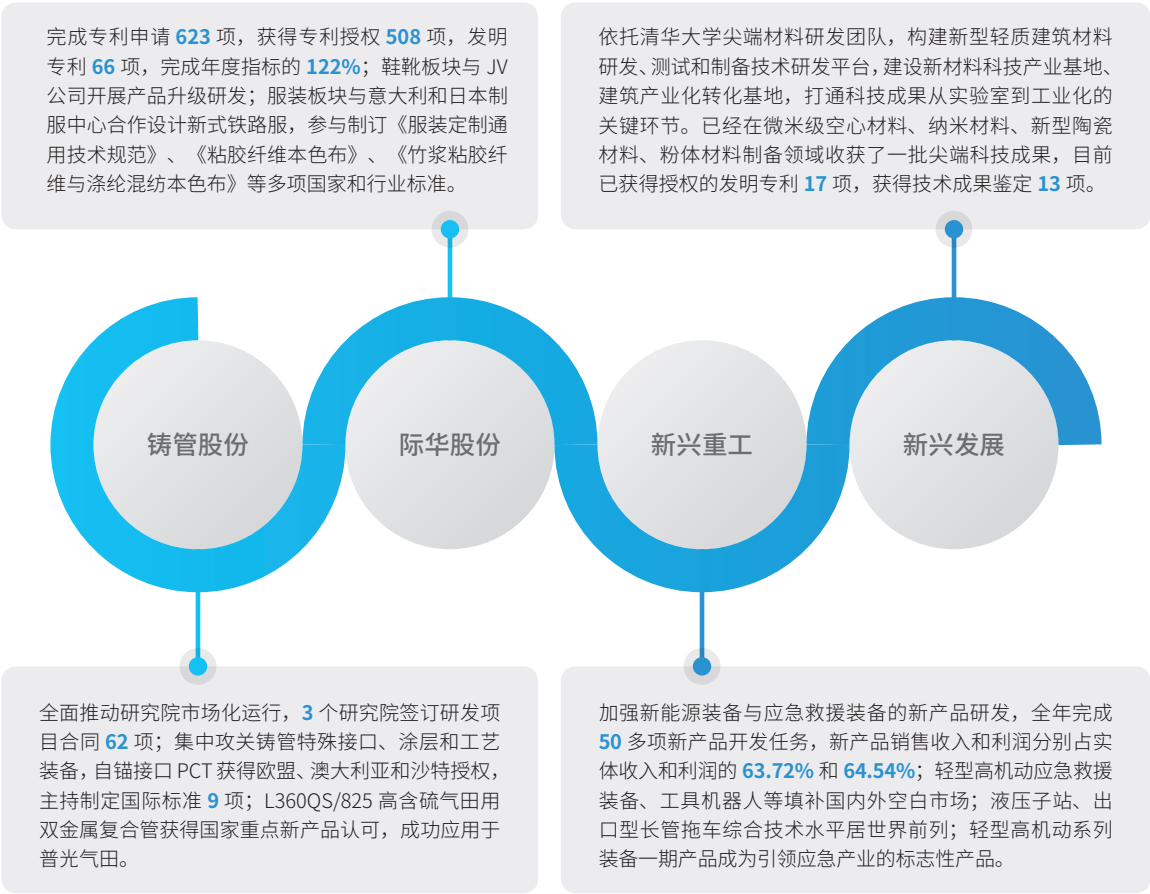 完成专利申请 623 项，获得专利授权 508 项，发明
专利 66 项，完成年度指标的 122%；鞋靴板块与 JV
公司开展产品升级研发；服装板块与意大利和日本制
服中心合作设计新式铁路服，参与制订《服装定制通
用技术规范》、《粘胶纤维本色布》、《竹浆粘胶纤
维与涤纶混纺本色布》等多项国家和行业标准。
依托清华大学尖端材料研发团队，构建新型轻质建筑材料
研发、测试和制备技术研发平台，建设新材料科技产业基地、
建筑产业化转化基地，打通科技成果从实验室到工业化的
关键环节。已经在微米级空心材料、纳米材料、新型陶瓷
材料、粉体材料制备领域收获了一批尖端科技成果，目前
已获得授权的发明专利 17 项，获得技术成果鉴定 13 项。
铸管股份
际华股份
新兴重工
新兴发展
全面推动研究院市场化运行，3 个研究院签订研发项
目合同 62 项；集中攻关铸管特殊接口、涂层和工艺
装备，自锚接口 PCT 获得欧盟、澳大利亚和沙特授权，
主持制定国际标准 9 项；L360QS/825 高含硫气田用
双金属复合管获得国家重点新产品认可，成功应用于
普光气田。
加强新能源装备与应急救援装备的新产品研发，全年完成
50 多项新产品开发任务，新产品销售收入和利润分别占实
体收入和利润的 63.72% 和 64.54%；轻型高机动应急救援
装备、工具机器人等填补国内外空白市场；液压子站、出
口型长管拖车综合技术水平居世界前列；轻型高机动系列
装备一期产品成为引领应急产业的标志性产品。